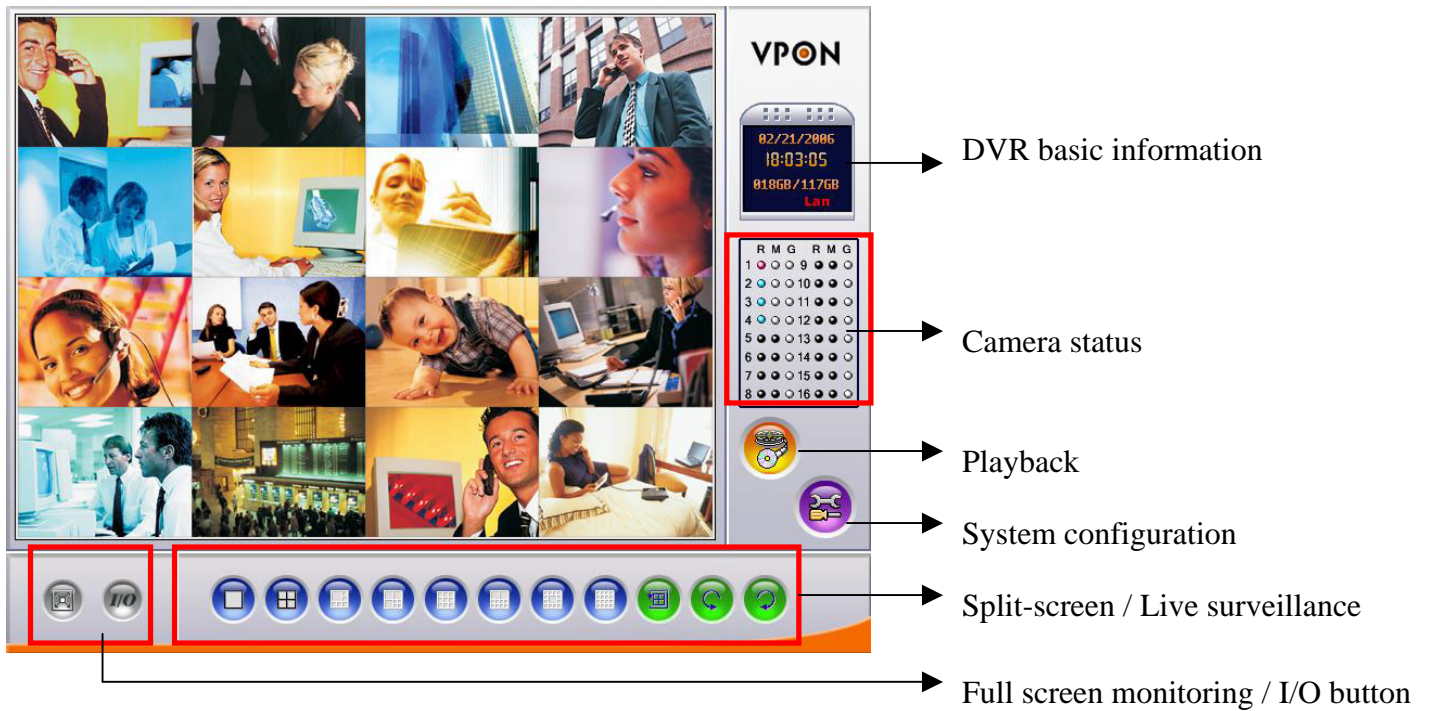 VPON
02/21/2006
18:03:05
018GB/117GB
Lan
R M G R M G
1 9
2 10
3 11
4 12
5 13
6 14
7 15
8 16
I/O
DVR basic information
Camera status
Playback
System configuration
Split-screen / Live surveillance
Full screen monitoring / I/O button